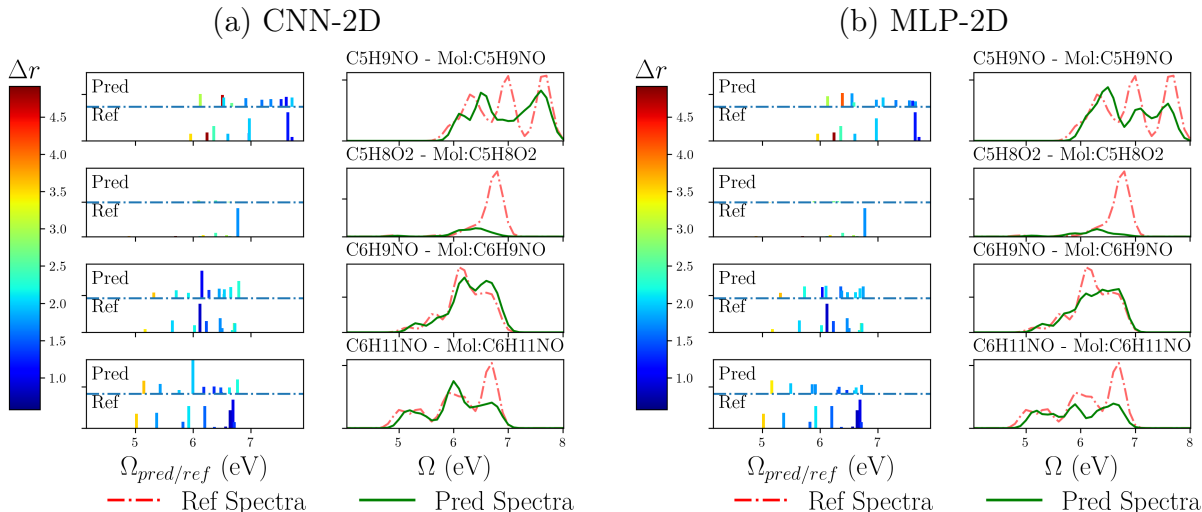 (a) CNN-2D
Δr
4.5
4.0
3.5
3.0
2.5
2.0
1.5
1.0
Pred
Ref
Pred
Ref
Pred
Ref
Pred
Ref
5 6 7
Ω_{pred/ref} (eV)
C5H9NO - Mol:C5H9NO
C5H8O2 - Mol:C5H8O2
C6H9NO - Mol:C6H9NO
C6H11NO - Mol:C6H11NO
5 6 7 8
Ω (eV)
Ref Spectra
Pred Spectra
(b) MLP-2D
Δr
4.5
4.0
3.5
3.0
2.5
2.0
1.5
1.0
Pred
Ref
Pred
Ref
Pred
Ref
Pred
Ref
5 6 7
Ω_{pred/ref} (eV)
C5H9NO - Mol:C5H9NO
C5H8O2 - Mol:C5H8O2
C6H9NO - Mol:C6H9NO
C6H11NO - Mol:C6H11NO
5 6 7 8
Ω (eV)
Ref Spectra
Pred Spectra